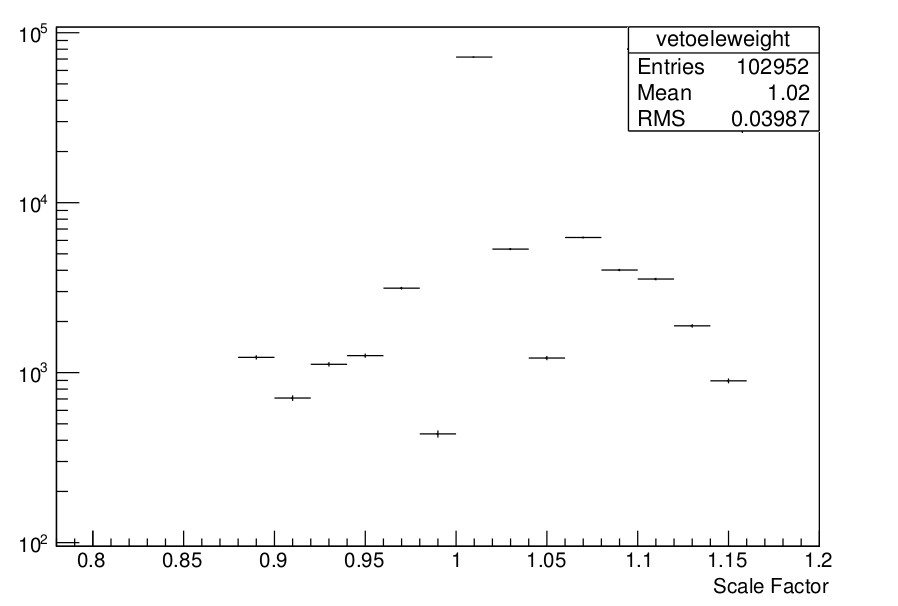 10^5
vetoeleweight
Entries 102952
Mean 1.02
RMS 0.03987
10^4
10^3
10^2
0.8 0.85 0.9 0.95 1 1.05 1.1 1.15 1.2
Scale Factor